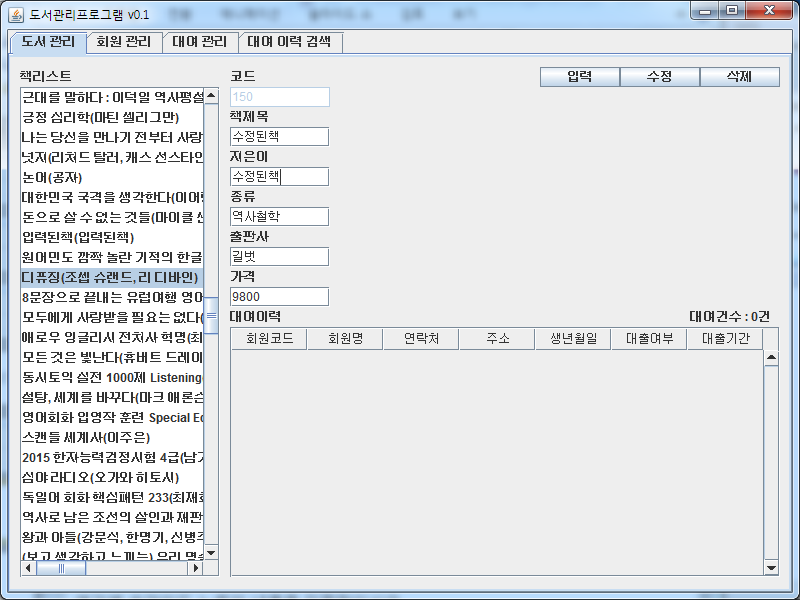 도서관리프로그램 v0.1
도서 관리
회원 관리
대여 관리
대여 이력 검색
책리스트
근대를 말하다 : 이덕일 역사평설
긍정 심리학(마틴 셀리그만)
나는 당신을 만나기 전부터 사랑
넛지(리처드 탈러, 캐스 선스타인
논어(공자)
대한민국 국격을 생각한다(이어령
돈으로 살 수 없는 것들(마이클 샌
입력된책(입력된책)
원어민도 깜짝 놀란 기적의 한글
디퓨징(조셉 슈랜드, 리 디바인)
8문장으로 끝내는 유럽여행 영어
모두에게 사랑받을 필요는 없다(
애로우 잉글리시 전치사 혁명(최
모든 것은 빛난다(휴버트 드레이
동시토익 실전 1000제 Listening
설탕, 세계를 바꾸다(마크 애론슨
영어회화 입영작 훈련 Special Ed
스캔들 세계사(이주은)
2015 한자능력검정시험 4급(남기
심야 라디오(오가와 히토시)
독일어 회화 핵심패턴 233(최재화
역사로 남은 조선의 살인과 재판
왕과 아들(강문식, 한명기, 신병주
(보고 생각하고 느끼는) 우리 명승
코드
150
책제목
수정된책
지은이
수정된책
종류
역사철학
출판사
길벗
가격
9800
입력
수정
삭제
대여이력
대여건수 : 0건
회원코드
회원명
연락처
주소
생년월일
대출여부
대출기간